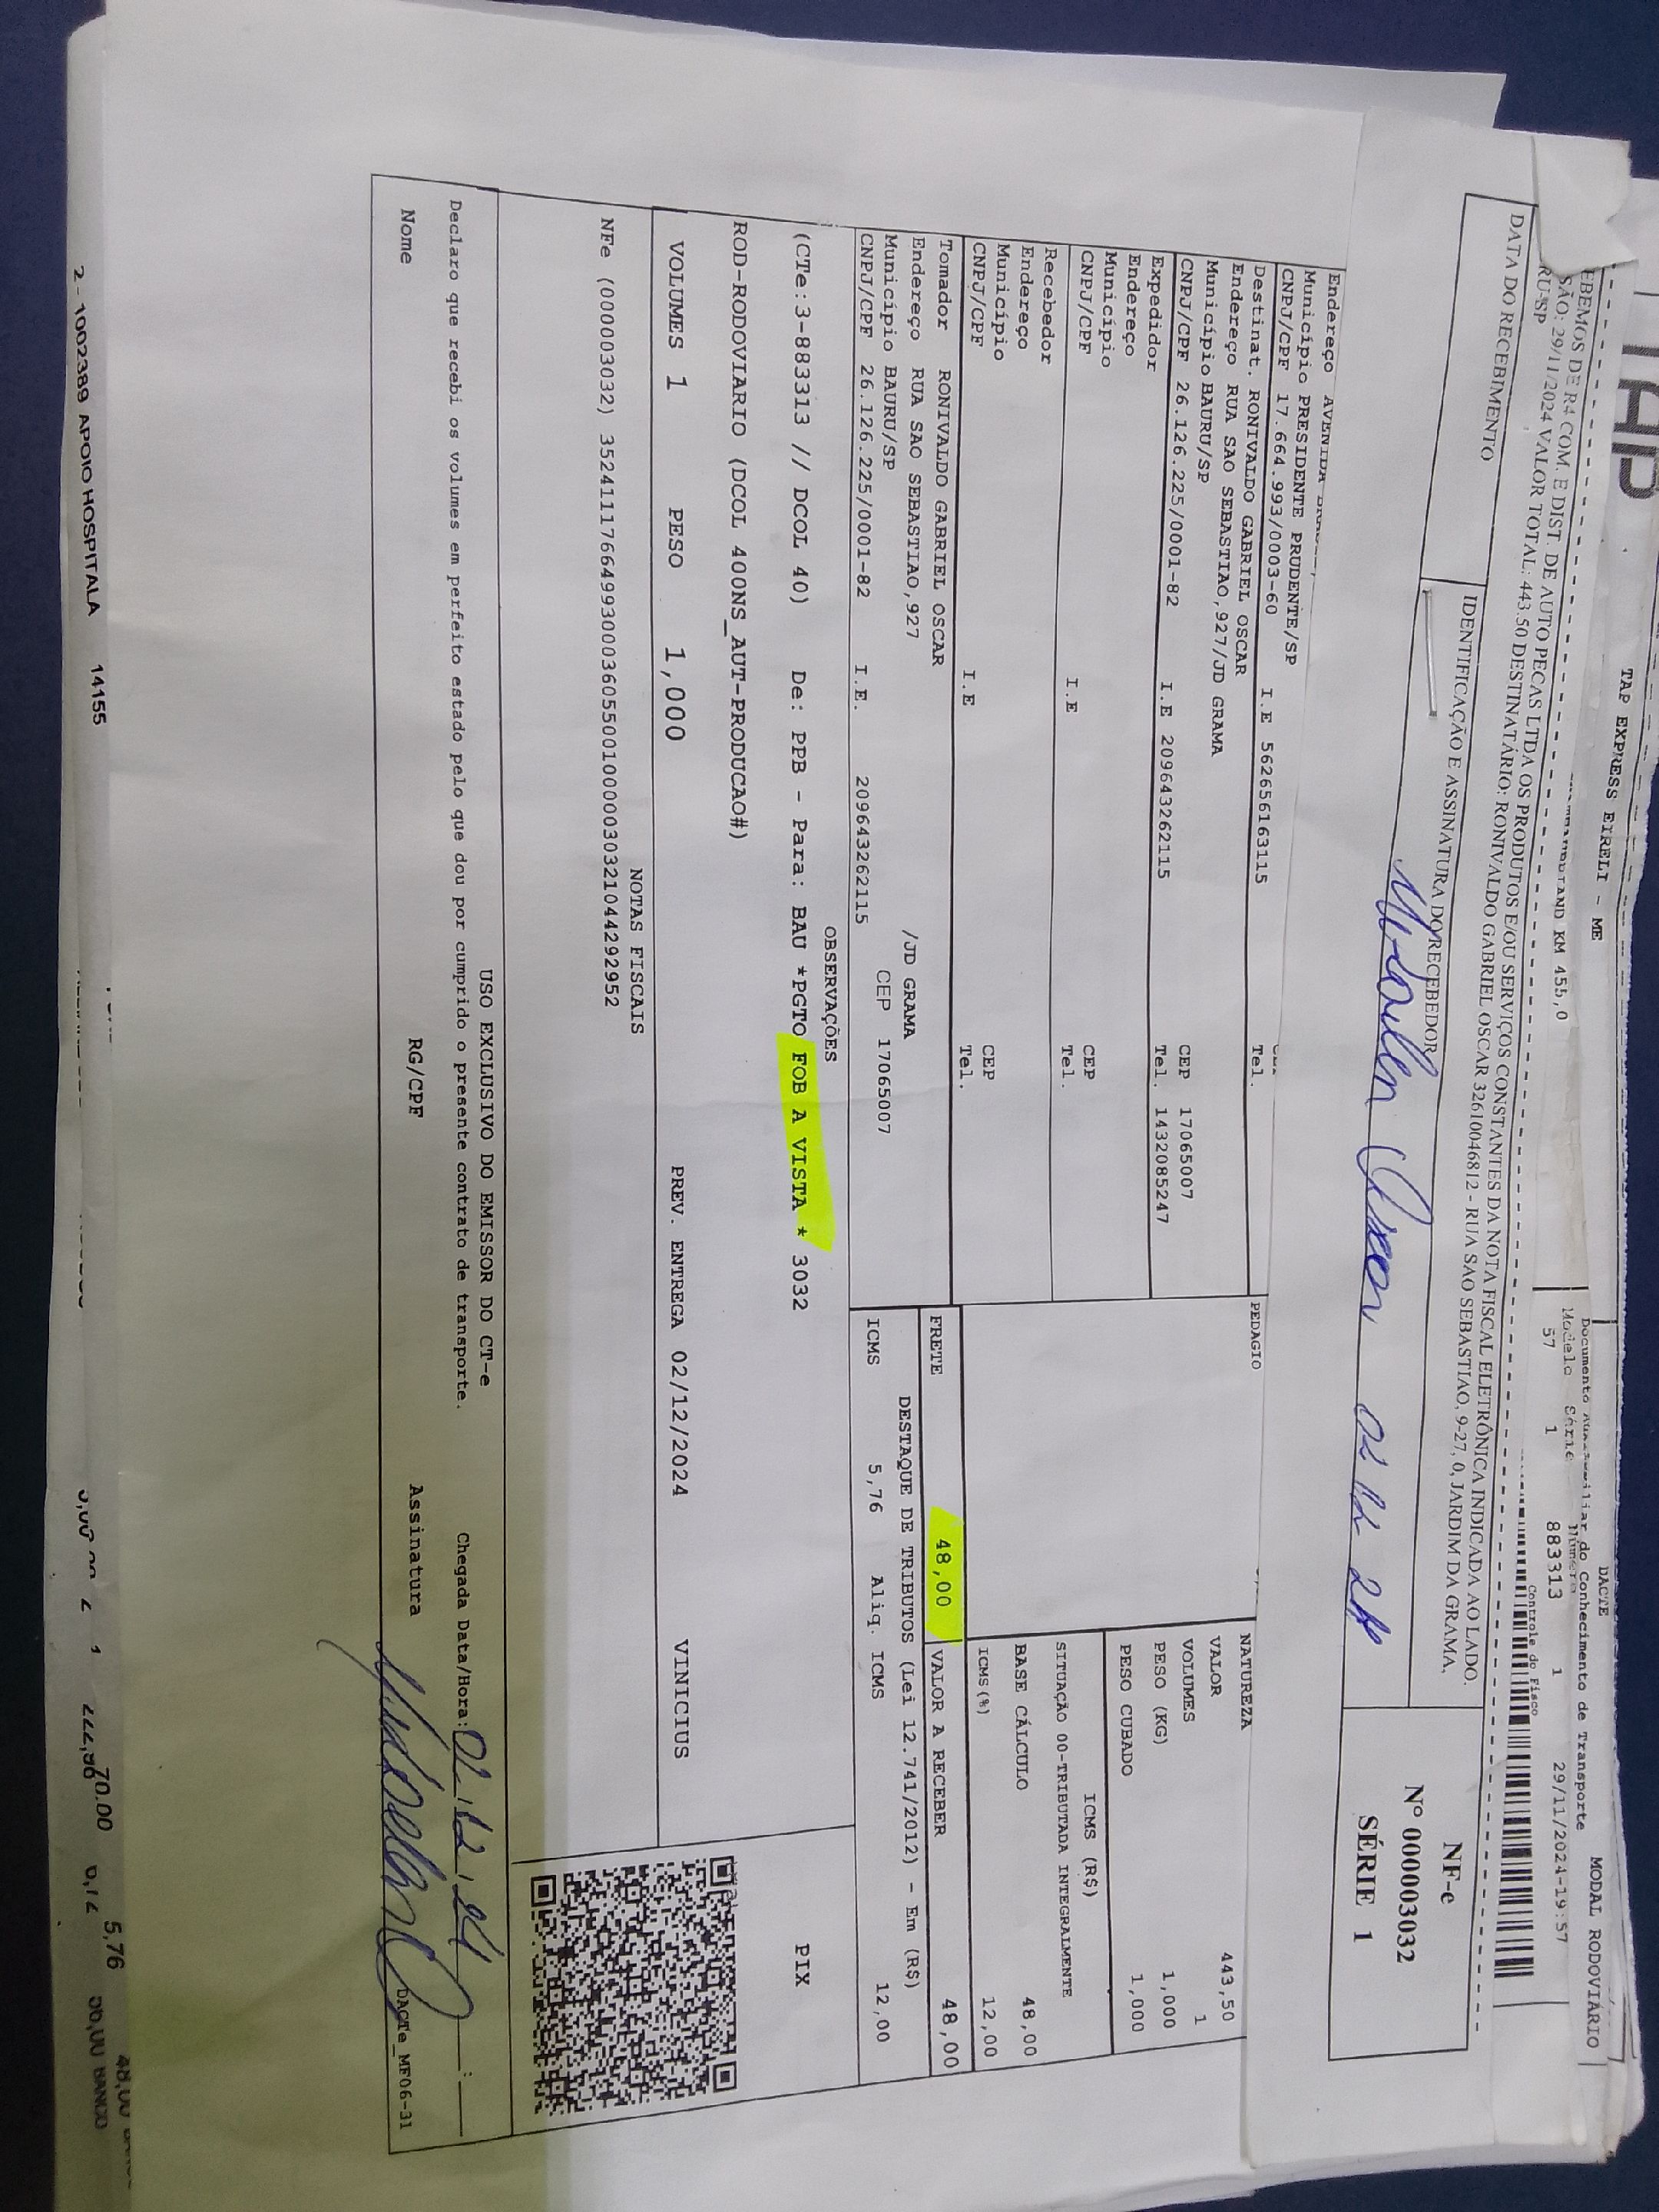 TAP
TAP EXPRESS EIRELI - ME
KM 455,0
DACTE
Documento Auxiliar do Conhecimento de Transporte
MODAL RODOVIÁRIO
Modelo Série Número
57 1 883313 1 29/11/2024-19:57
Controle do Fisco
EBEMOS DE R4 COM. E DIST. DE AUTO PECAS LTDA OS PRODUTOS E/OU SERVIÇOS CONSTANTES DA NOTA FISCAL ELETRÔNICA INDICADA AO LADO.
SÃO: 29/11/2024 VALOR TOTAL: 443.50 DESTINATÁRIO: RONIVALDO GABRIEL OSCAR 32610046812 - RUA SAO SEBASTIAO, 9-27, 0, JARDIM DA GRAMA,
RU-SP
DATA DO RECEBIMENTO
IDENTIFICAÇÃO E ASSINATURA DO RECEBEDOR
02 12 24
NF-e
Nº 000003032
SÉRIE 1
Endereço AVENIDA
Município PRESIDENTE PRUDENTE/SP
CNPJ/CPF 17.664.993/0003-60 I.E 562656163115 Tel.
Destinat. RONIVALDO GABRIEL OSCAR
Endereço RUA SAO SEBASTIAO,927/JD GRAMA
Município BAURU/SP CEP 17065007
CNPJ/CPF 26.126.225/0001-82 I.E 209643262115 Tel. 1432085247
Expedidor
Endereço
Município CEP
CNPJ/CPF I.E Tel.
Recebedor
Endereço
Município CEP
CNPJ/CPF I.E Tel.
Tomador RONIVALDO GABRIEL OSCAR
Endereço RUA SAO SEBASTIAO,927 /JD GRAMA
Município BAURU/SP CEP 17065007
CNPJ/CPF 26.126.225/0001-82 I.E. 209643262115
PEDAGIO
NATUREZA
VALOR 443,50
VOLUMES 1
PESO (KG) 1,000
PESO CUBADO 1,000
ICMS (R$)
SITUAÇÃO 00-TRIBUTADA INTEGRALMENTE
BASE CÁLCULO 48,00
ICMS(%) 12,00
FRETE 48,00 VALOR A RECEBER 48,00
DESTAQUE DE TRIBUTOS (Lei 12.741/2012) - Em (R$)
ICMS 5,76 Aliq. ICMS 12,00
OBSERVAÇÕES
(CTe:3-883313 // DCOL 40) De: PPB - Para: BAU *PGTO FOB A VISTA * 3032
ROD-RODOVIARIO (DCOL 400NS_AUT-PRODUCAO#)
PIX
VOLUMES 1 PESO 1,000 PREV. ENTREGA 02/12/2024 VINICIUS
NOTAS FISCAIS
NFe (000003032) 35241117664993000360550010000030321044292952
USO EXCLUSIVO DO EMISSOR DO CT-e
Declaro que recebi os volumes em perfeito estado pelo que dou por cumprido o presente contrato de transporte. Chegada Data/Hora: 02/12/24 :
Nome RG/CPF Assinatura
DACTe_MF06-31
2 - 1002389 APOIO HOSPITALA 14155 70.00 5,76 48,00